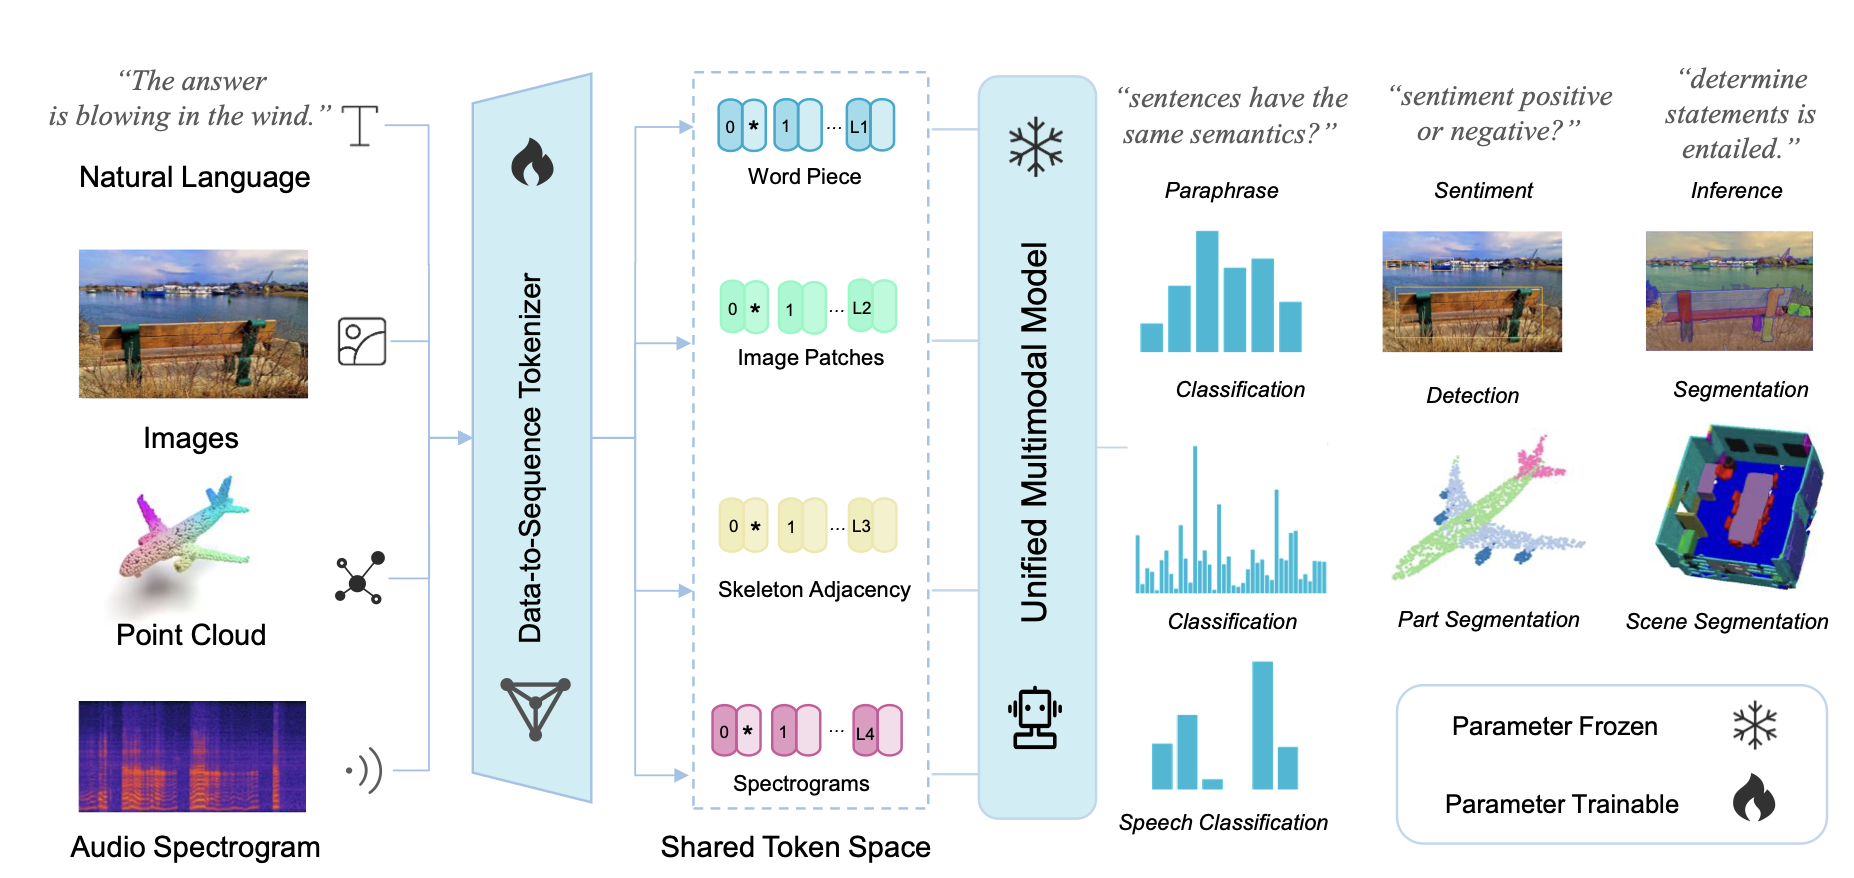 “The answer
is blowing in the wind.”
Natural Language
Images
Point Cloud
Audio Spectrogram
Data-to-Sequence Tokenizer
0 * 1 ... L1
Word Piece
0 * 1 ... L2
Image Patches
0 * 1 ... L3
Skeleton Adjacency
0 * 1 ... L4
Spectrograms
Shared Token Space
Unified Multimodal Model
“sentences have the
same semantics?”
Paraphrase
“sentiment positive
or negative?”
Sentiment
“determine
statements is
entailed.”
Inference
Classification
Detection
Segmentation
Classification
Part Segmentation
Scene Segmentation
Speech Classification
Parameter Frozen
Parameter Trainable